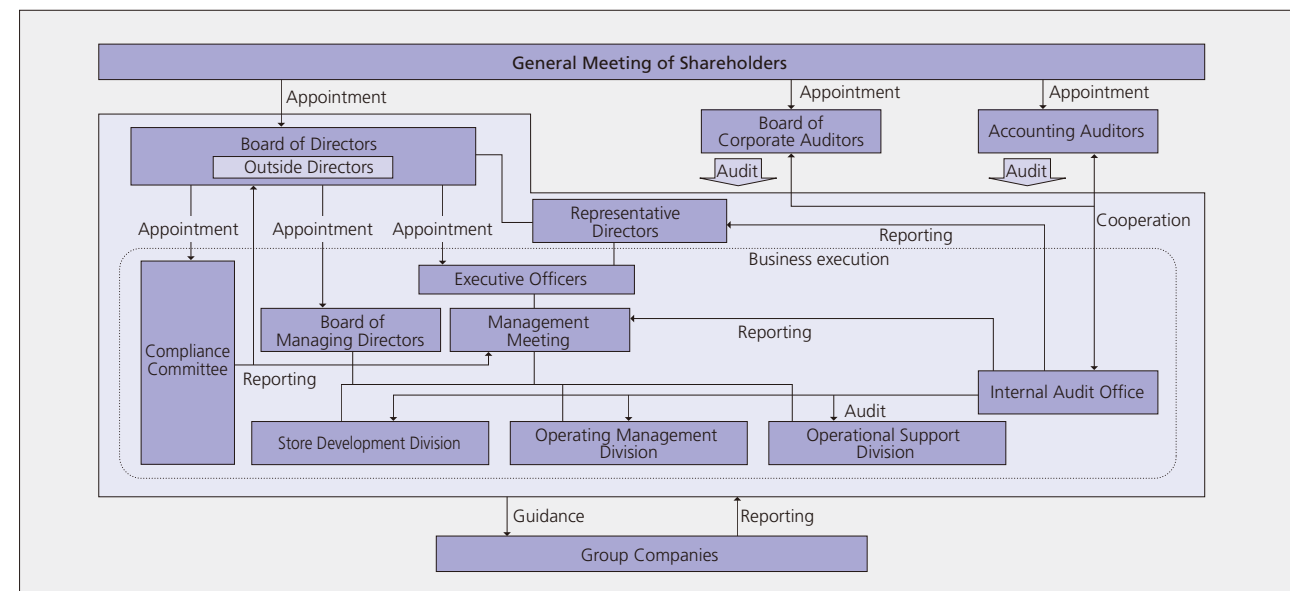 General Meeting of Shareholders
Appointment
Appointment
Appointment
Board of Directors
Outside Directors
Board of
Corporate Auditors
Accounting Auditors
Audit
Audit
Appointment
Appointment
Appointment
Representative
Directors
Reporting
Cooperation
Business execution
Executive Officers
Compliance
Committee
Board of
Managing Directors
Management
Meeting
Reporting
Reporting
Internal Audit Office
Audit
Store Development Division
Operating Management
Division
Operational Support
Division
Guidance
Reporting
Group Companies